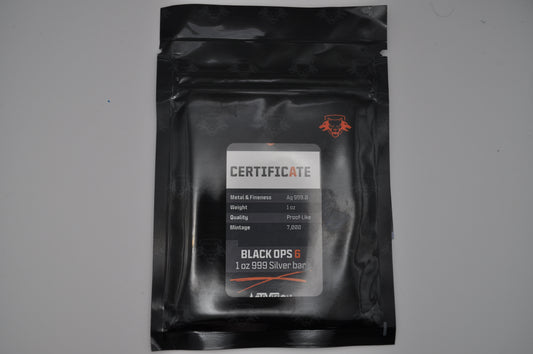 CERTIFICATE
Metal & Fineness Ag 999.0
Weight 1 oz
Quality Proof-Like
Mintage 7,000
BLACK OPS 6
1 oz 999 Silver bar